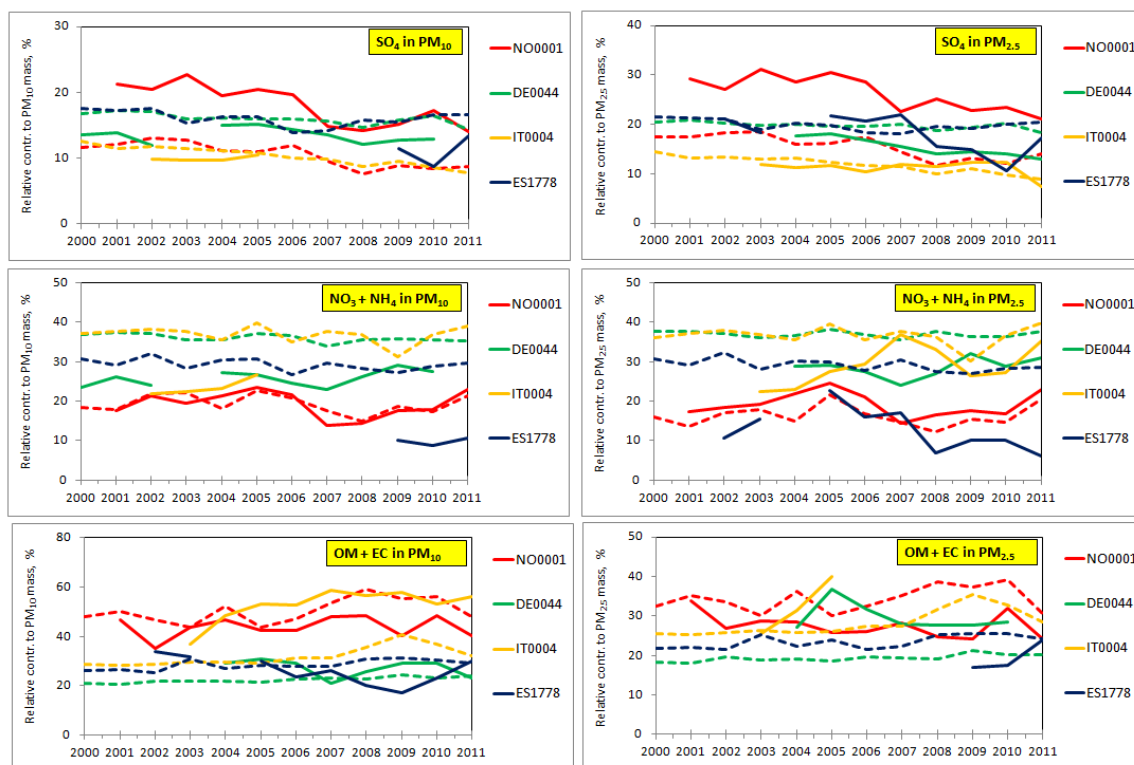 Relative contr. to PM10 mass, %
30
20
10
0
SO4 in PM10
NO0001
DE0044
IT0004
ES1778
2000 2001 2002 2003 2004 2005 2006 2007 2008 2009 2010 2011
Relative contr. to PM25 mass, %
40
30
20
10
0
SO4 in PM2.5
NO0001
DE0044
IT0004
ES1778
2000 2001 2002 2003 2004 2005 2006 2007 2008 2009 2010 2011
Relative contr. to PM10 mass, %
50
40
30
20
10
0
NO3 + NH4 in PM10
NO0001
DE0044
IT0004
ES1778
2000 2001 2002 2003 2004 2005 2006 2007 2008 2009 2010 2011
Relative contr. to PM25 mass, %
50
40
30
20
10
0
NO3 + NH4 in PM2.5
NO0001
DE0044
IT0004
ES1778
2000 2001 2002 2003 2004 2005 2006 2007 2008 2009 2010 2011
Relative contr. to PM10 mass, %
80
60
40
20
0
OM + EC in PM10
NO0001
DE0044
IT0004
ES1778
2000 2001 2002 2003 2004 2005 2006 2007 2008 2009 2010 2011
Relative contr. to PM25 mass, %
50
40
30
20
10
0
OM + EC in PM2.5
NO0001
DE0044
IT0004
ES1778
2000 2001 2002 2003 2004 2005 2006 2007 2008 2009 2010 2011